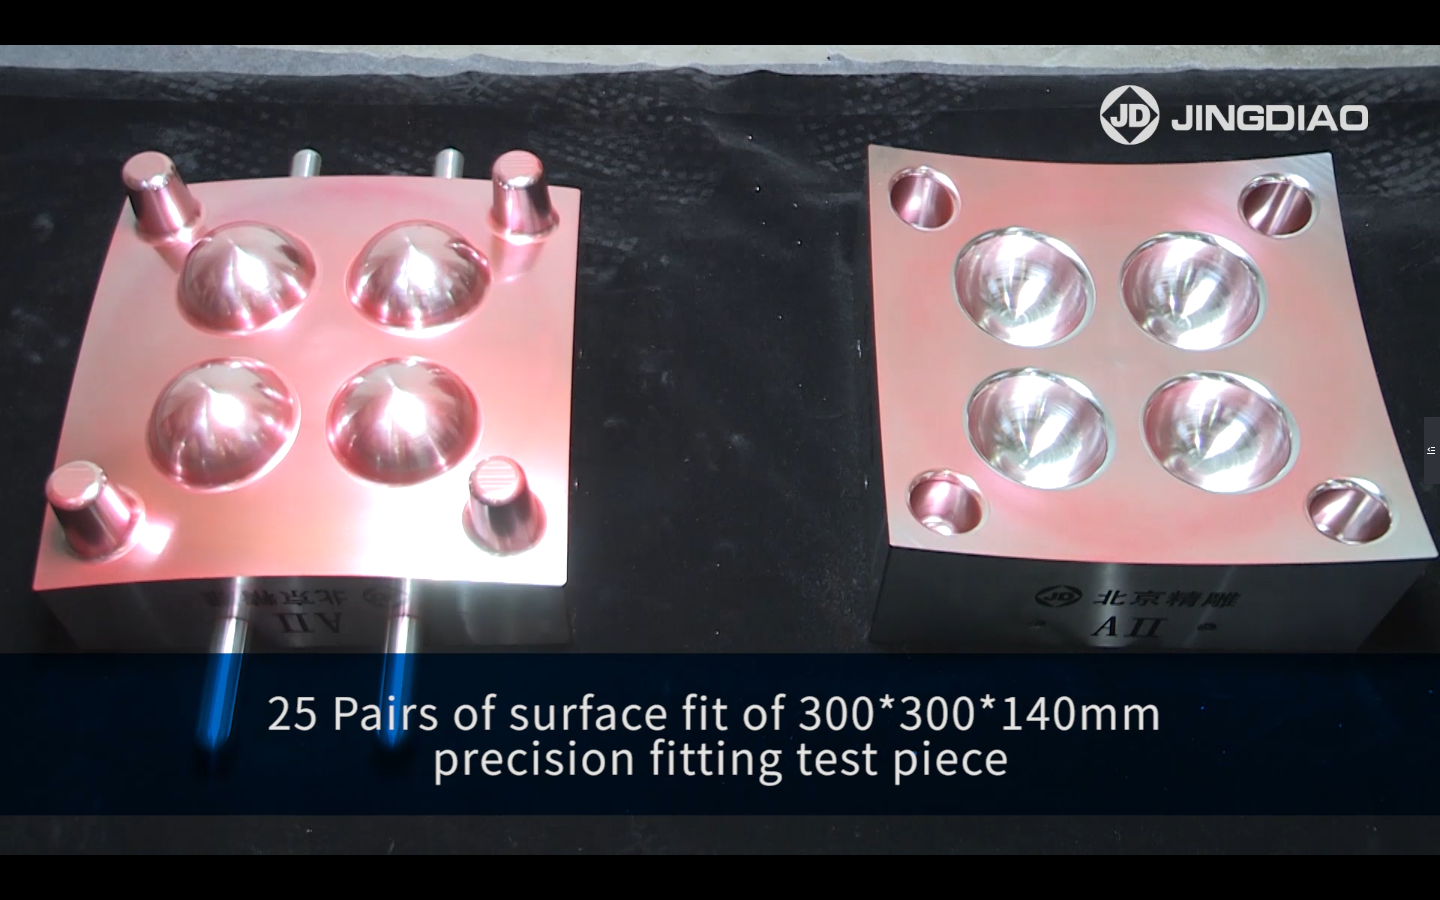 JD JINGDIAO
北京精雕
AII
JD 北京精雕
AII
25 Pairs of surface fit of 300*300*140mm
precision fitting test piece